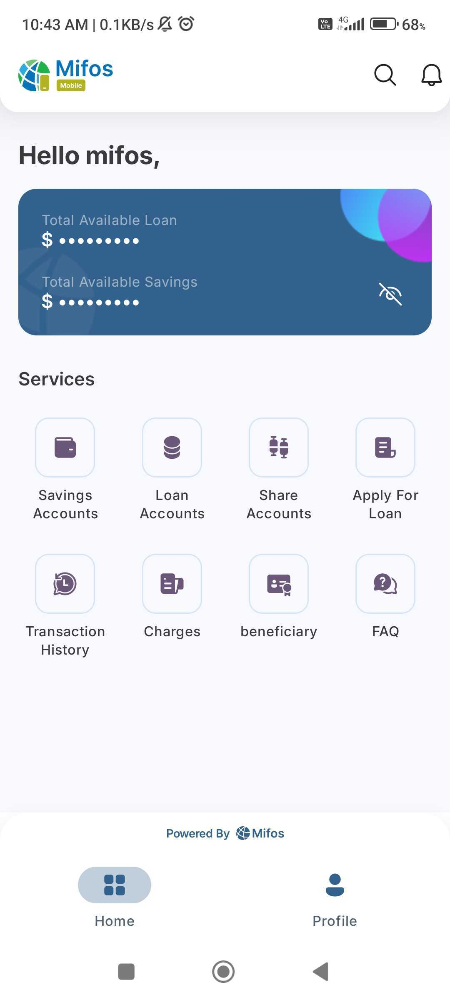 10:43 AM | 0.1KB/s Vo LTE 4G 68%
Mifos
Mobile
Hello mifos,
Total Available Loan
$ •••••••••
Total Available Savings
$ •••••••••
Services
Savings Accounts
Loan Accounts
Share Accounts
Apply For Loan
Transaction History
Charges
beneficiary
FAQ
Powered By Mifos
Home
Profile